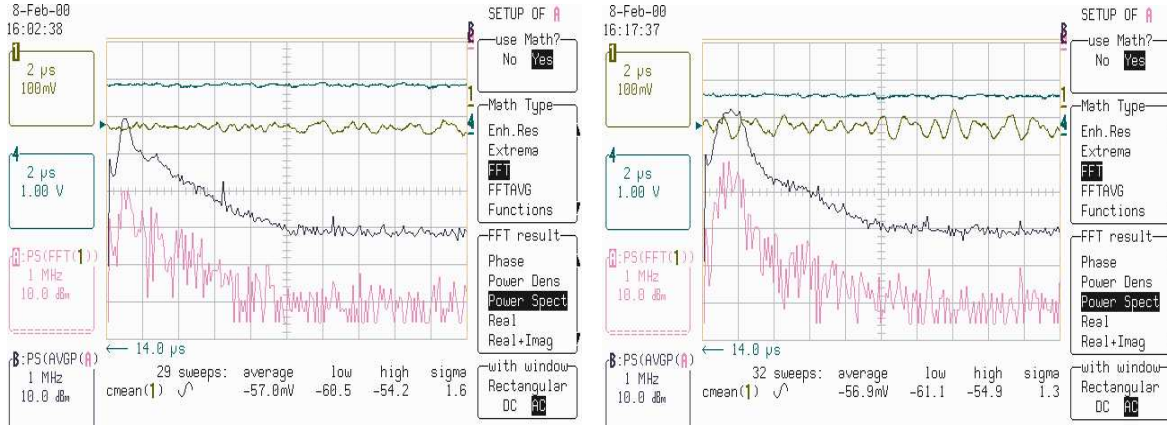 8-Feb-00
16:02:38
1
2 µs
100mV
4
2 µs
1.00 V
A:PS(FFT(1))
1 MHz
10.0 dBm
B:PS(AVGP(A)
1 MHz
10.0 dBm
1
4
← 14.0 µs
29 sweeps: average low high sigma
cmean(1) -57.0mV -60.5 -54.2 1.6
SETUP OF A
use Math?
No Yes
Math Type
Enh.Res
Extrema
FFT
FFTAVG
Functions
FFT result
Phase
Power Dens
Power Spect
Real
Real+Imag
with window
Rectangular
DC AC
8-Feb-00
16:17:37
1
2 µs
100mV
4
2 µs
1.00 V
A:PS(FFT(1))
1 MHz
10.0 dBm
B:PS(AVGP(A)
1 MHz
10.0 dBm
1
4
← 14.0 µs
32 sweeps: average low high sigma
cmean(1) -56.9mV -61.1 -54.9 1.3
SETUP OF A
use Math?
No Yes
Math Type
Enh.Res
Extrema
FFT
FFTAVG
Functions
FFT result
Phase
Power Dens
Power Spect
Real
Real+Imag
with window
Rectangular
DC AC